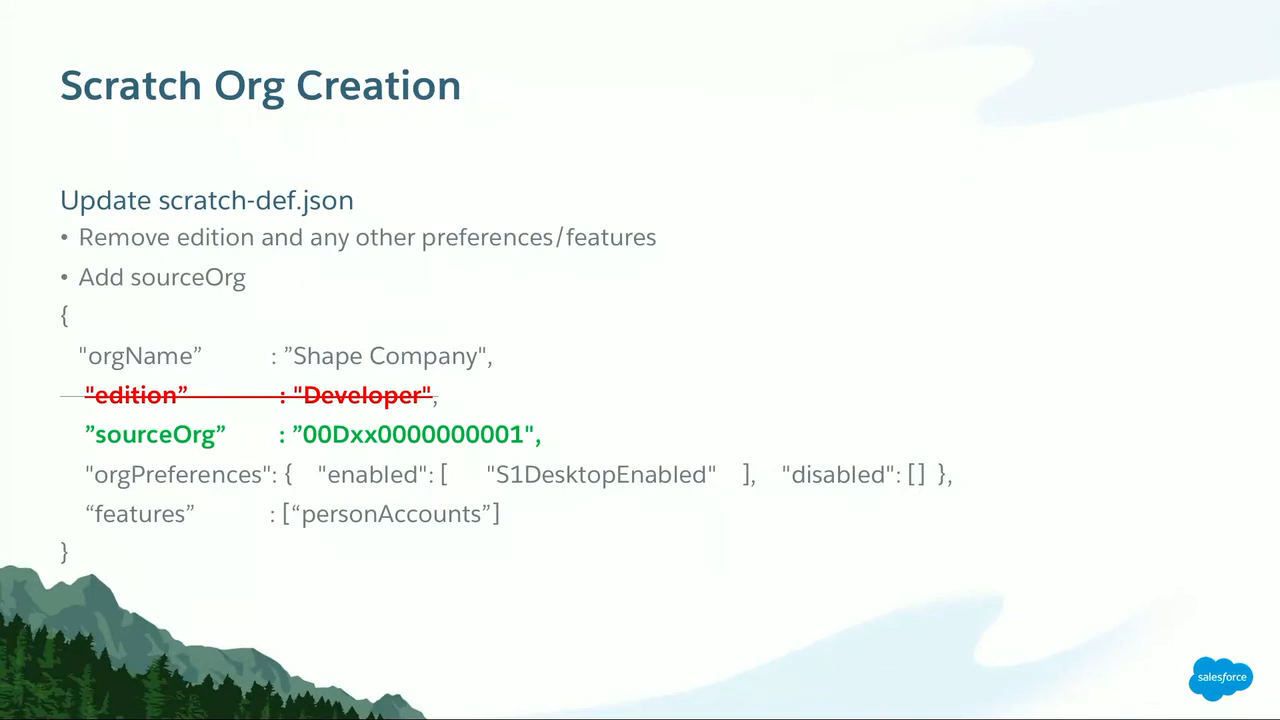 Scratch Org Creation
Update scratch-def.json
• Remove edition and any other preferences/features
• Add sourceOrg
{
"orgName” : ”Shape Company",
"edition” : "Developer",
”sourceOrg” : ”00Dxx0000000001",
"orgPreferences": { "enabled": [ "S1DesktopEnabled" ], "disabled": [] },
“features” : [“personAccounts”]
}
salesforce